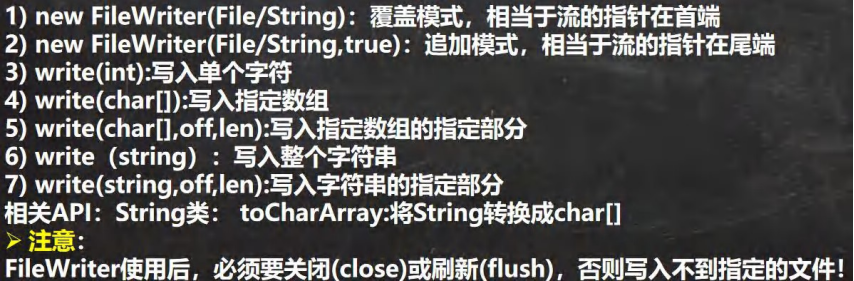 1) new FileWriter(File/String)：覆盖模式，相当于流的指针在首端
2) new FileWriter(File/String,true)：追加模式，相当于流的指针在尾端
3) write(int):写入单个字符
4) write(char[]):写入指定数组
5) write(char[],off,len):写入指定数组的指定部分
6) write（string）：写入整个字符串
7) write(string,off,len):写入字符串的指定部分
相关API：String类： toCharArray:将String转换成char[]
➢ 注意：
FileWriter使用后，必须要关闭(close)或刷新(flush)，否则写入不到指定的文件！